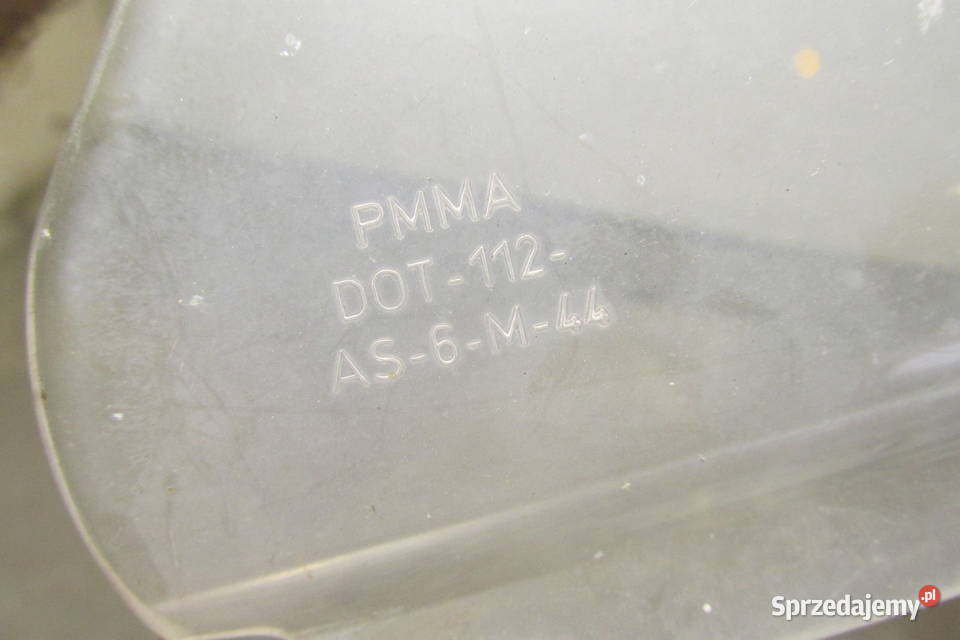 PMMA
DOT-112-
AS-6-M-44
Sprzedajemy.pl